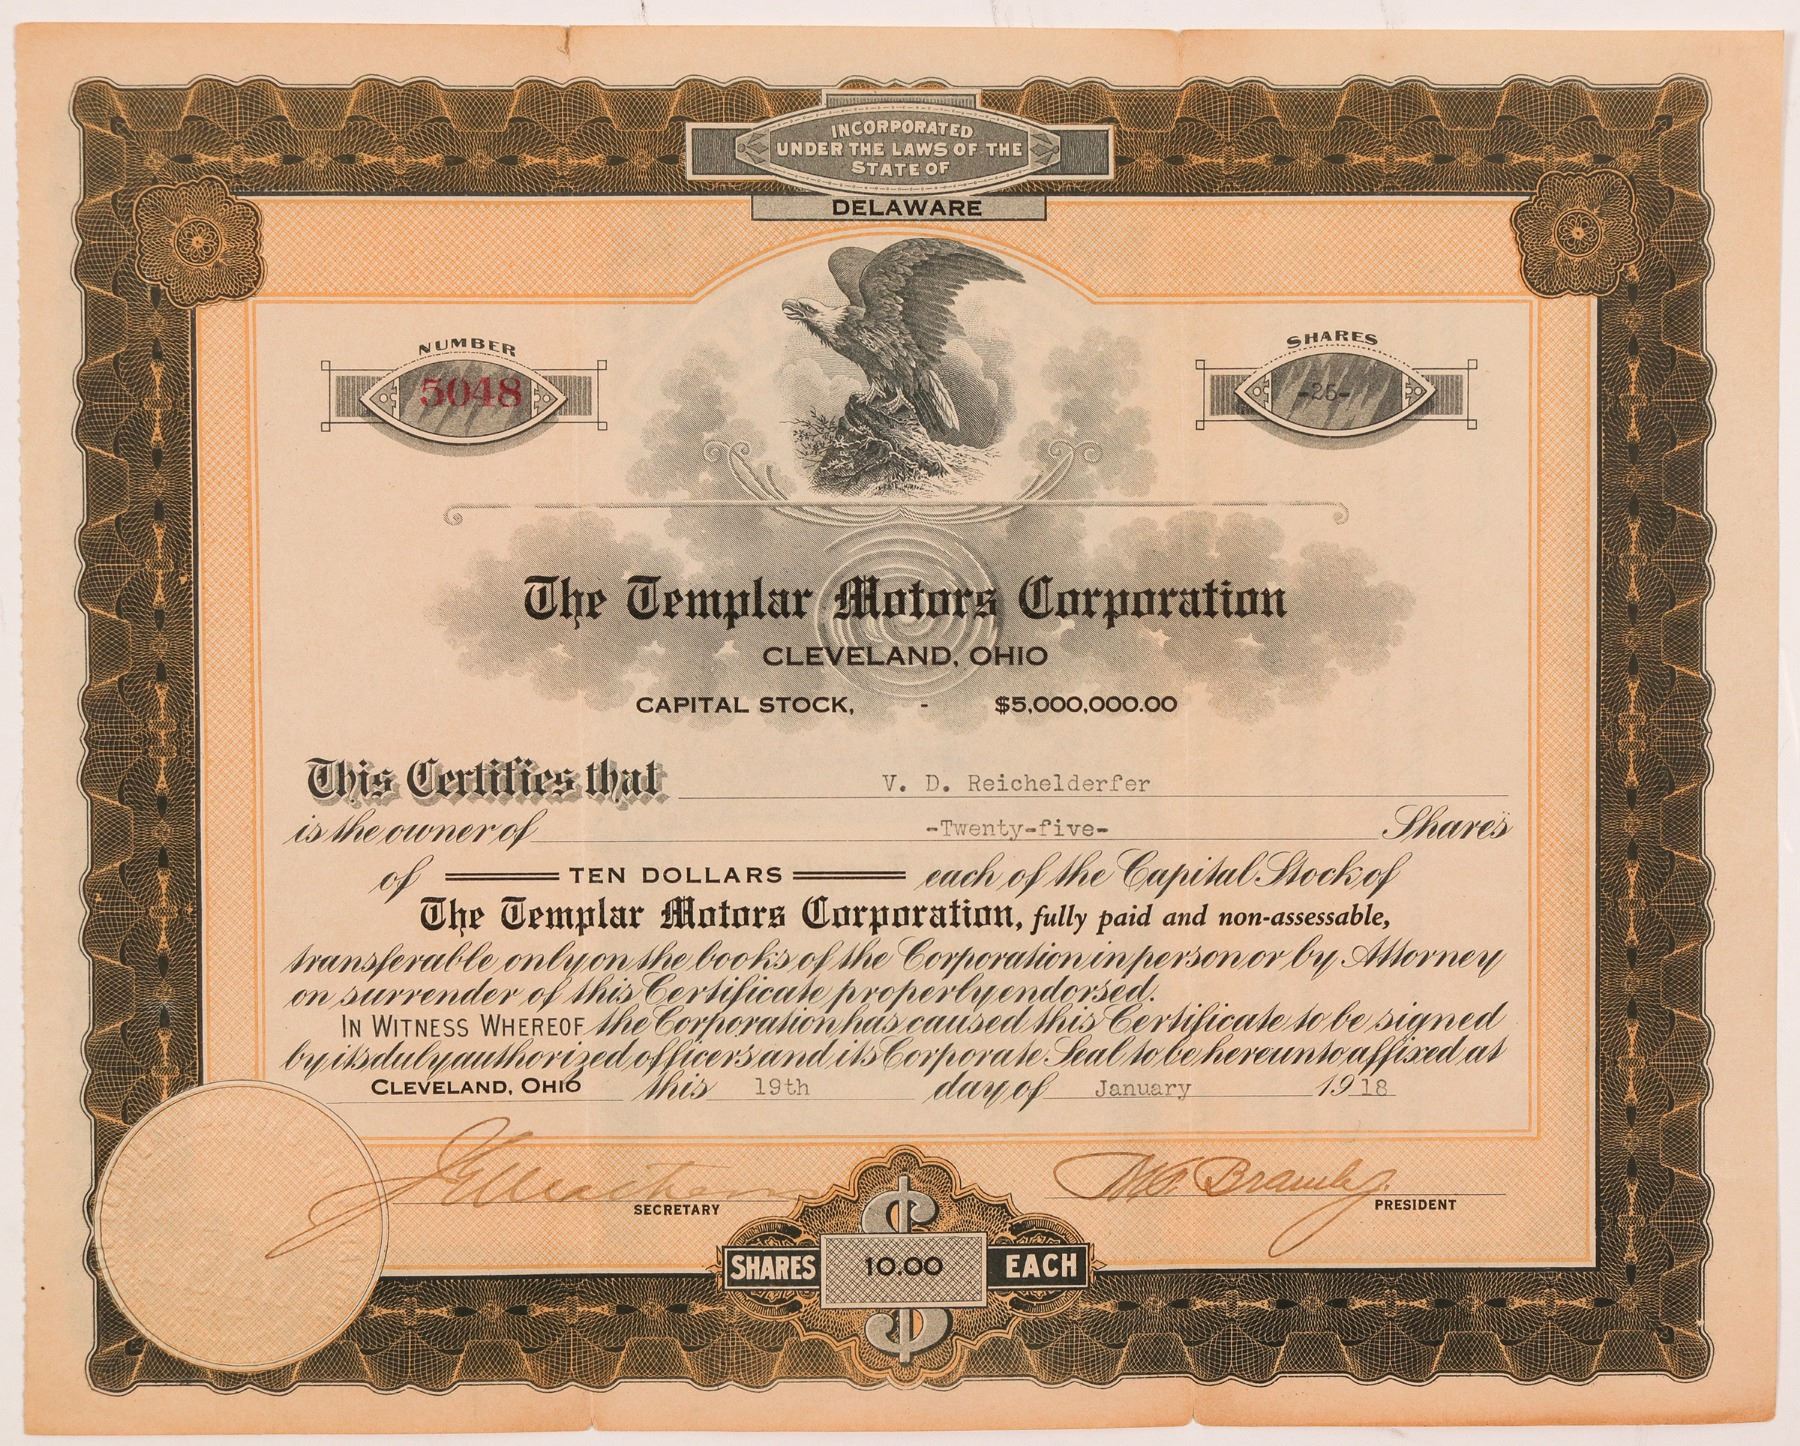 INCORPORATED
UNDER THE LAWS OF THE
STATE OF
DELAWARE
NUMBER
5048
SHARES
-25-
The Templar Motors Corporation
CLEVELAND, OHIO
CAPITAL STOCK, - $5,000,000.00
This Certifies that V. D. Reichelderfer
is the owner of -Twenty-five- Shares
of TEN DOLLARS each of the Capital Stock of
The Templar Motors Corporation, fully paid and non-assessable,
transferable only on the books of the Corporation in person or by Attorney
on surrender of this Certificate properly endorsed.
IN WITNESS WHEREOF the Corporation has caused this Certificate to be signed
by its duly authorized officers and its Corporate Seal to be hereunto affixed at
CLEVELAND, OHIO this 19th day of January 1918
SECRETARY
Bramley
PRESIDENT
SHARES $10.00 EACH